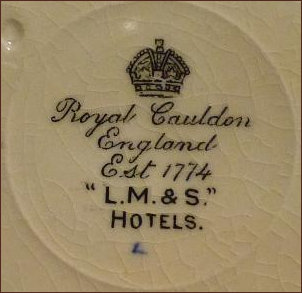 Royal Cauldon
England
Est 1774
"L.M.& S."
HOTELS.
L